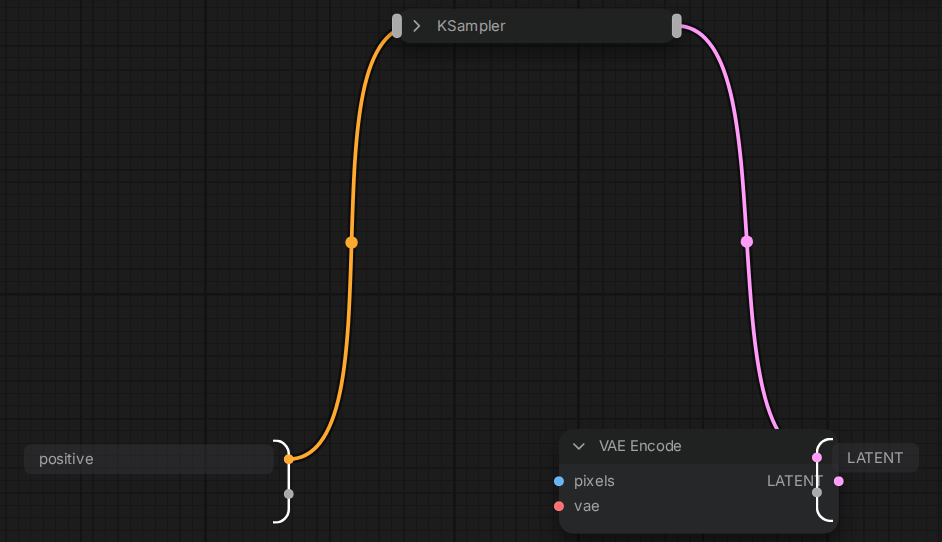 KSampler
positive
VAE Encode
LATENT
pixels
LATENT
vae